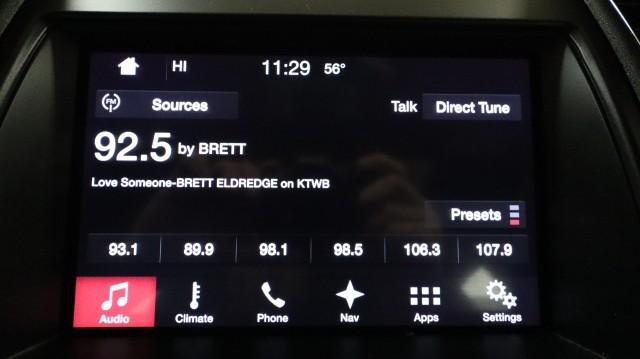 HI 11:29 56°
FM Sources Talk Direct Tune
92.5 by BRETT
Love Someone-BRETT ELDREDGE on KTWB
Presets
93.1 89.9 98.1 98.5 106.3 107.9
Audio Climate Phone Nav Apps Settings